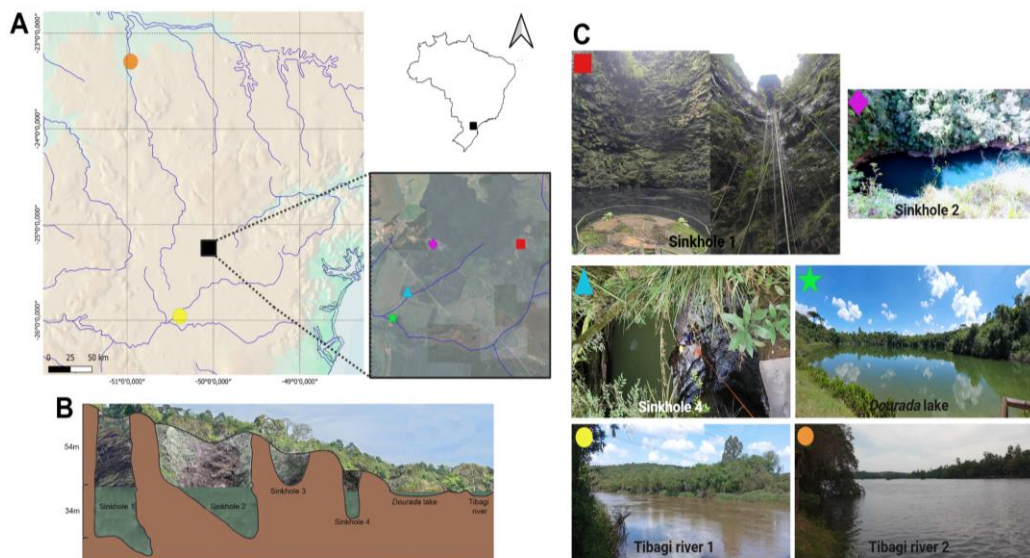 A
-23°0'0,000"
-24°0'0,000"
-25°0'0,000"
-26°0'0,000"
0 25 50 km
-51°0'0,000"
-50°0'0,000"
-49°0'0,000"
B
54m
34m
Sinkhole 1
Sinkhole 2
Sinkhole 3
Sinkhole 4
Dourada lake
Tibagi
river
C
Sinkhole 1
Sinkhole 2
Sinkhole 4
Dourada lake
Tibagi river 1
Tibagi river 2